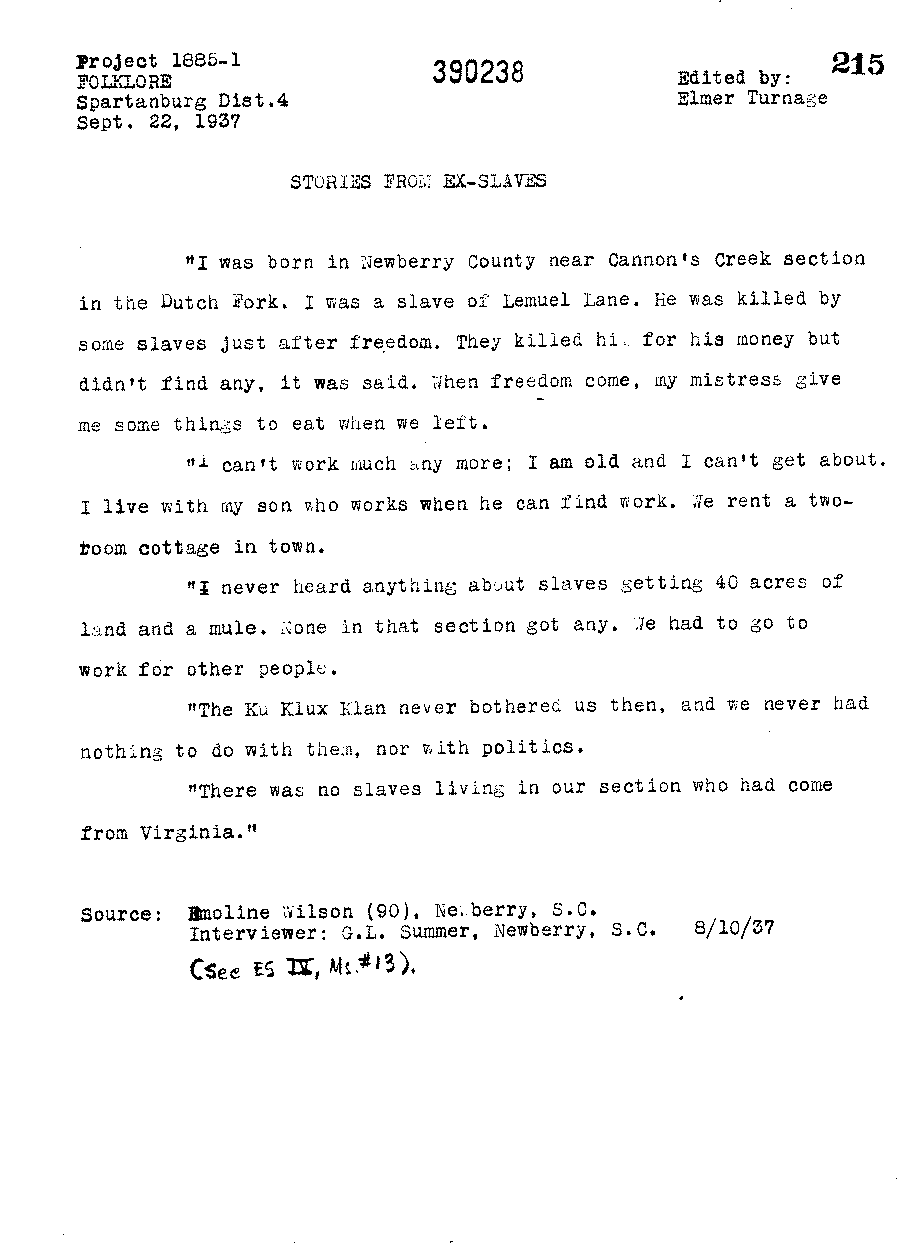 Project 1885-1
FOLKLORE
Spartanburg Dist.4
Sept. 22, 1937
390238
Edited by:
Elmer Turnage
215
STORIES FROM EX-SLAVES
"I was born in Newberry County near Cannon's Creek section
in the Dutch Fork. I was a slave of Lemuel Lane. He was killed by
some slaves just after freedom. They killed him for his money but
didn't find any, it was said. When freedom come, my mistress give
me some things to eat when we left.
"I can't work much any more; I am old and I can't get about.
I live with my son who works when he can find work. We rent a two-
room cottage in town.
"I never heard anything about slaves getting 40 acres of
land and a mule. None in that section got any. We had to go to
work for other people.
"The Ku Klux Klan never bothered us then, and we never had
nothing to do with them, nor with politics.
"There was no slaves living in our section who had come
from Virginia."
Source: Emoline Wilson (90), Newberry, S.C.
Interviewer: G.L. Summer, Newberry, S.C. 8/10/37
(See ES IX, Ms.#13).